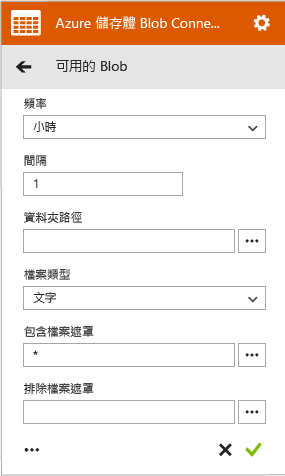 Azure 儲存體 Blob Conne...
可用的 Blob
頻率
小時
間隔
1
資料夾路徑
檔案類型
文字
包含檔案遮罩
*
排除檔案遮罩